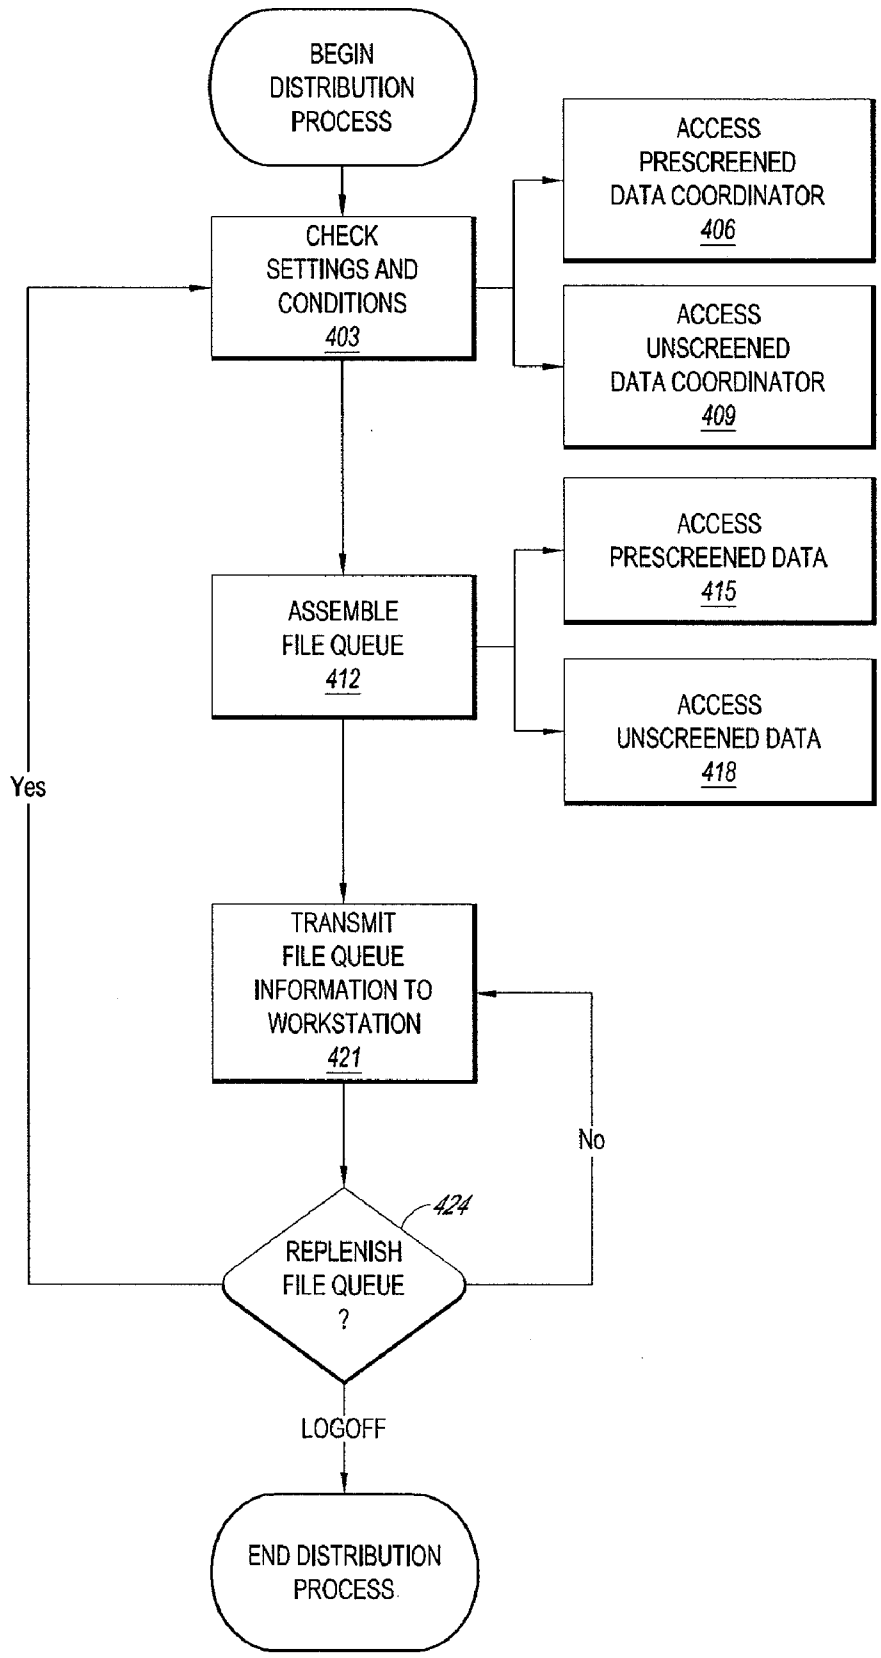 BEGIN
DISTRIBUTION
PROCESS
CHECK
SETTINGS AND
CONDITIONS
403
ACCESS
PRESCREENED
DATA COORDINATOR
406
ACCESS
UNSCREENED
DATA COORDINATOR
409
ASSEMBLE
FILE QUEUE
412
ACCESS
PRESCREENED DATA
415
ACCESS
UNSCREENED DATA
418
Yes
TRANSMIT
FILE QUEUE
INFORMATION TO
WORKSTATION
421
No
424
REPLENISH
FILE QUEUE
?
LOGOFF
END DISTRIBUTION
PROCESS